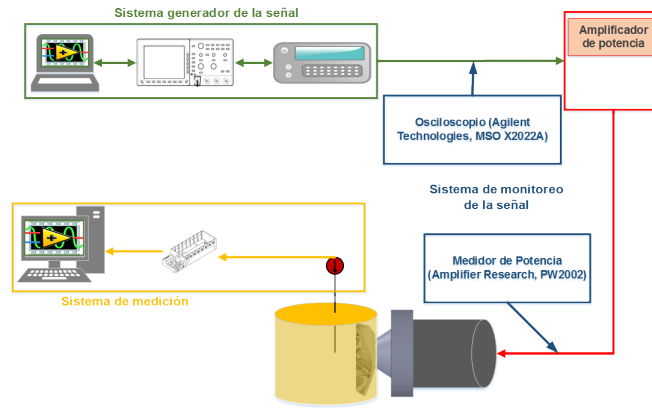 Sistema generador de la señal
Amplificador
de potencia
Osciloscopio (Agilent
Technologies, MSO X2022A)
Sistema de monitoreo
de la señal
Medidor de Potencia
(Amplifier Research, PW2002)
Sistema de medición